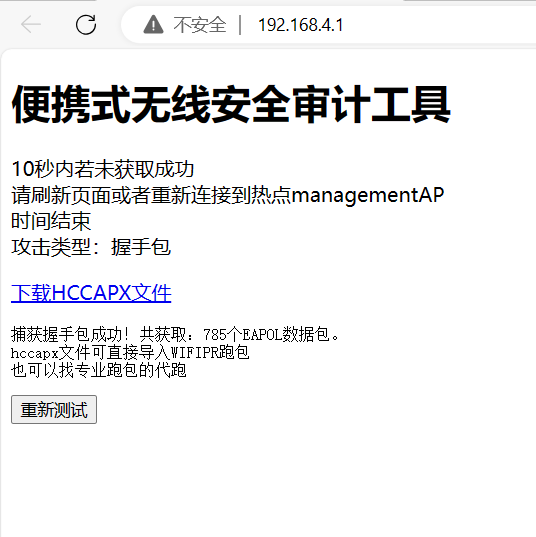 不安全 | 192.168.4.1
便携式无线安全审计工具
10秒内若未获取成功
请刷新页面或者重新连接到热点managementAP
时间结束
攻击类型：握手包
下载HCCAPX文件
捕获握手包成功！共获取：785个EAPOL数据包。
hccapx文件可直接导入WIFIPR跑包
也可以找专业跑包的代跑
重新测试